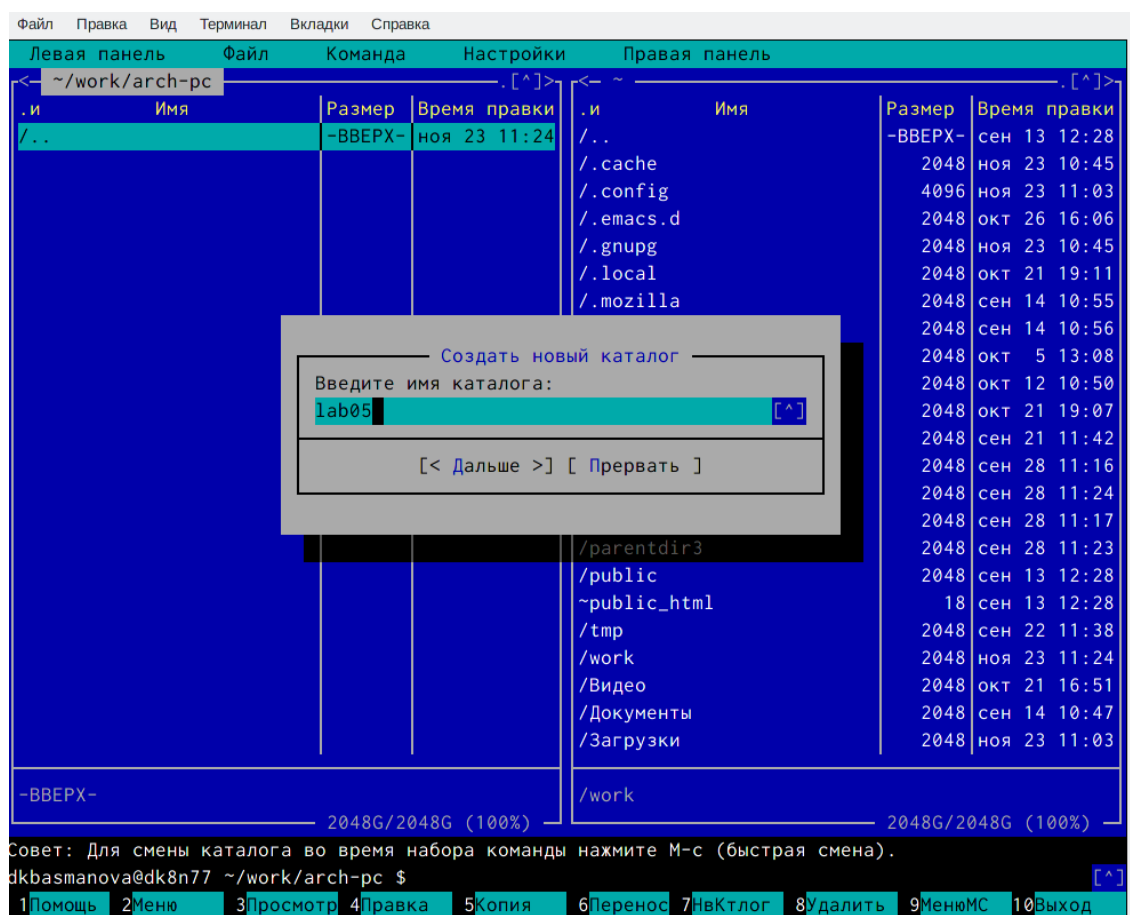 Файл Правка Вид Терминал Вкладки Справка
Левая панель Файл Команда Настройки Правая панель
<─ ~/work/arch-pc ─.[^]>
.и Имя Размер Время правки
/.. -ВВЕРХ- ноя 23 11:24
<─ ~ ─.[^]>
.и Имя Размер Время правки
/.. -ВВЕРХ- сен 13 12:28
/.cache 2048 ноя 23 10:45
/.config 4096 ноя 23 11:03
/.emacs.d 2048 окт 26 16:06
/.gnupg 2048 ноя 23 10:45
/.local 2048 окт 21 19:11
/.mozilla 2048 сен 14 10:55
2048 сен 14 10:56
2048 окт 5 13:08
2048 окт 12 10:50
2048 окт 21 19:07
2048 сен 21 11:42
2048 сен 28 11:16
2048 сен 28 11:24
2048 сен 28 11:17
/parentdir3 2048 сен 28 11:23
/public 2048 сен 13 12:28
~public_html 18 сен 13 12:28
/tmp 2048 сен 22 11:38
/work 2048 ноя 23 11:24
/Видео 2048 окт 21 16:51
/Документы 2048 сен 14 10:47
/Загрузки 2048 ноя 23 11:03
Создать новый каталог
Введите имя каталога:
lab05 [^]
[< Дальше >] [ Прервать ]
-ВВЕРХ-
2048G/2048G (100%)
/work
2048G/2048G (100%)
Совет: Для смены каталога во время набора команды нажмите M-c (быстрая смена).
dkbasmanova@dk8n77 ~/work/arch-pc $ [^]
1Помощь 2Меню 3Просмотр 4Правка 5Копия 6Перенос 7НвКтлог 8Удалить 9МенюMC 10Выход